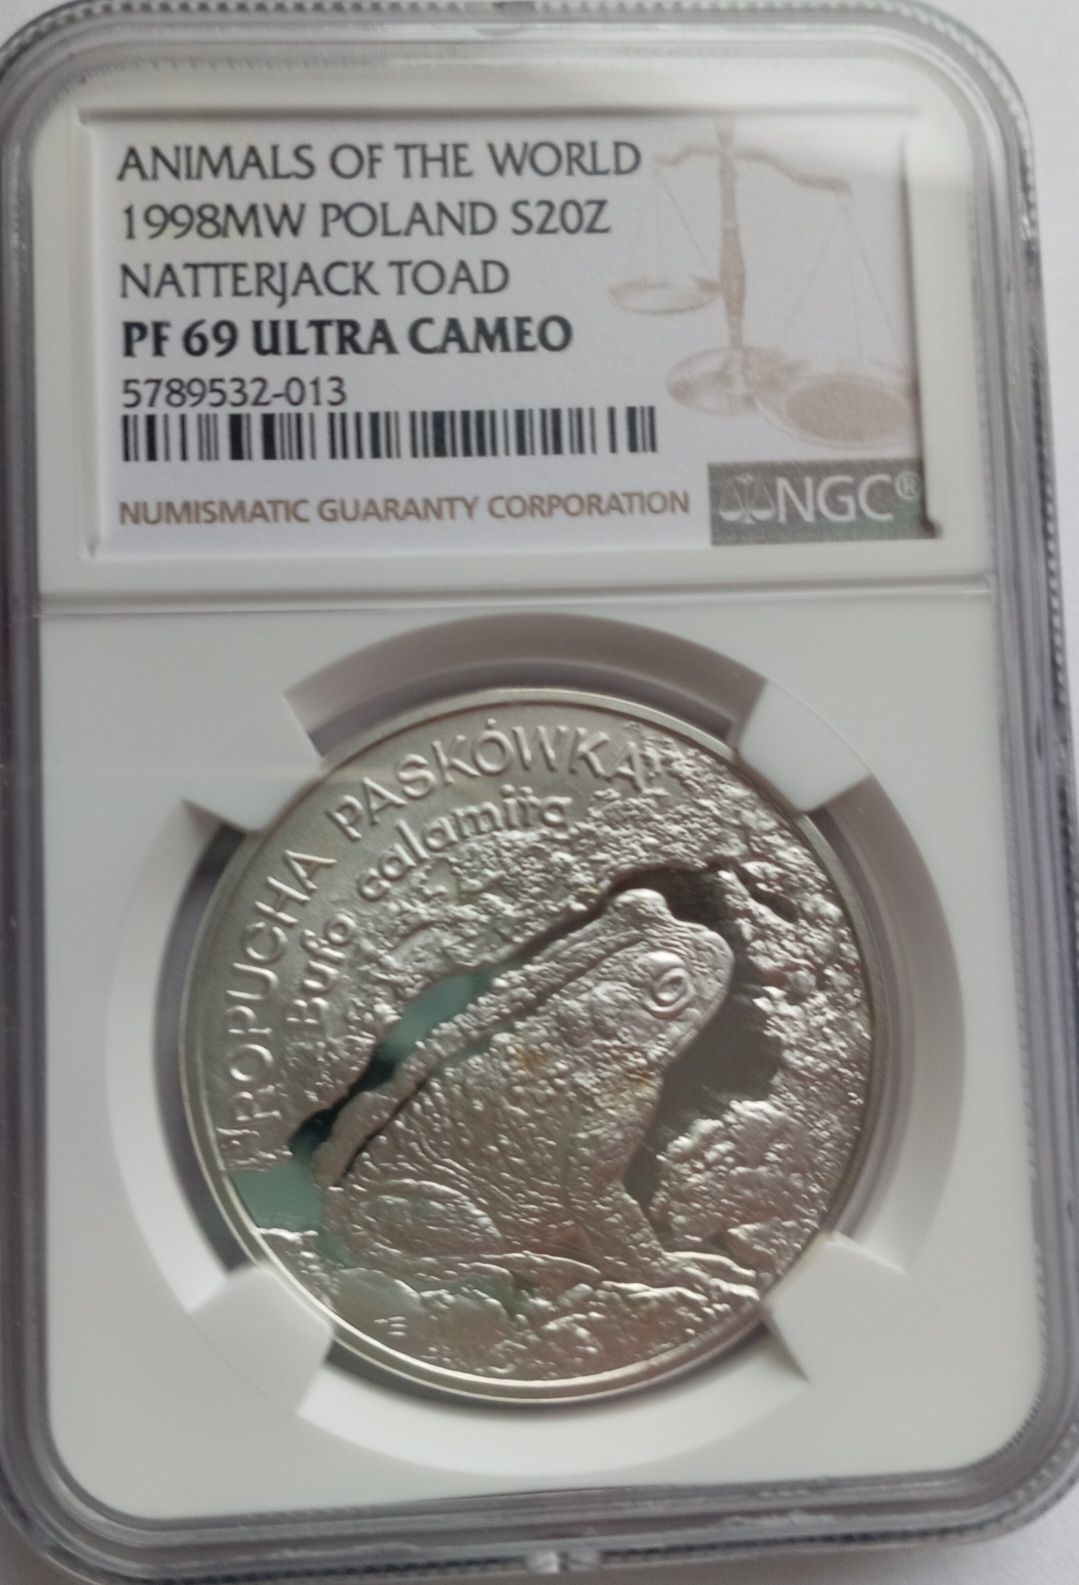 ANIMALS OF THE WORLD
1998MW POLAND S20Z
NATTERJACK TOAD
PF 69 ULTRA CAMEO
5789532-013
NUMISMATIC GUARANTY CORPORATION
NGC®
ROPUCHA PASKÓWKA
Bufo calamita